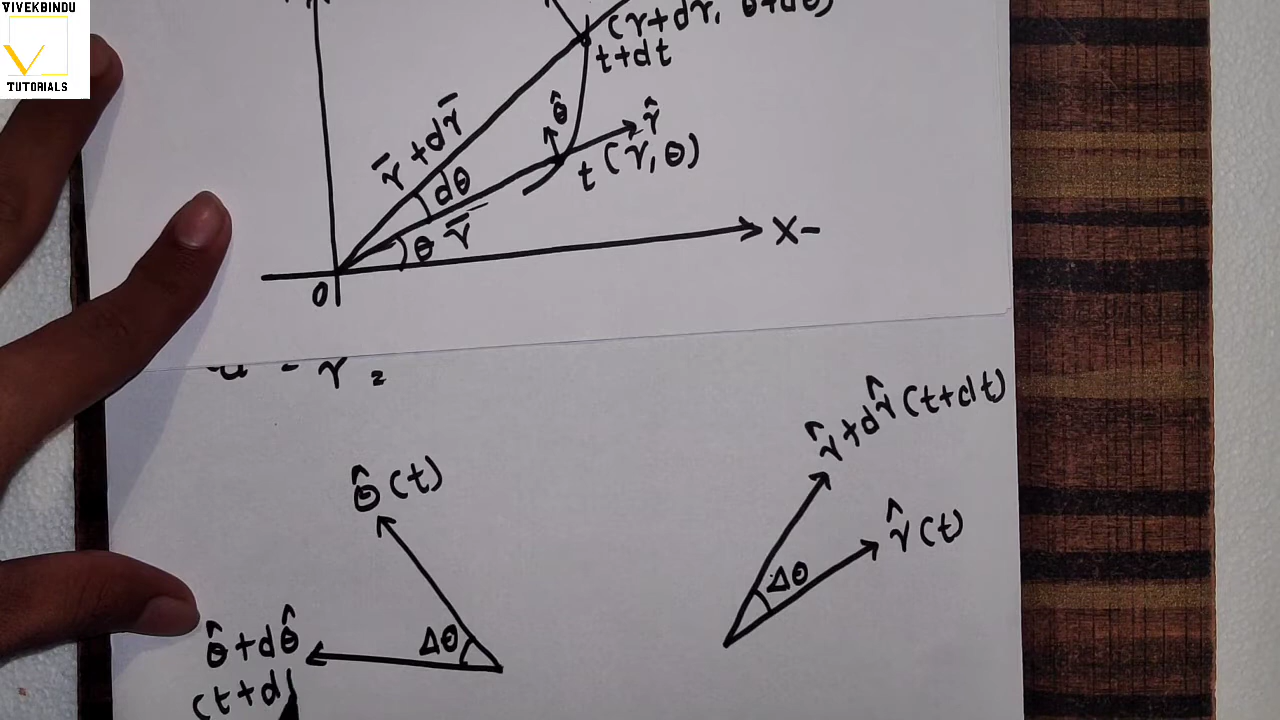 VIVEKBINDU
TUTORIALS
(r+dr, θ+dθ)
t+dt
r̄+dr̄
dθ
θ̂
r̂
t (r, θ)
θ
r̄
X-
O
θ̂(t)
Δθ
θ̂+dθ̂
(t+d
r̂+dr̂(t+dt)
r̂(t)
Δθ